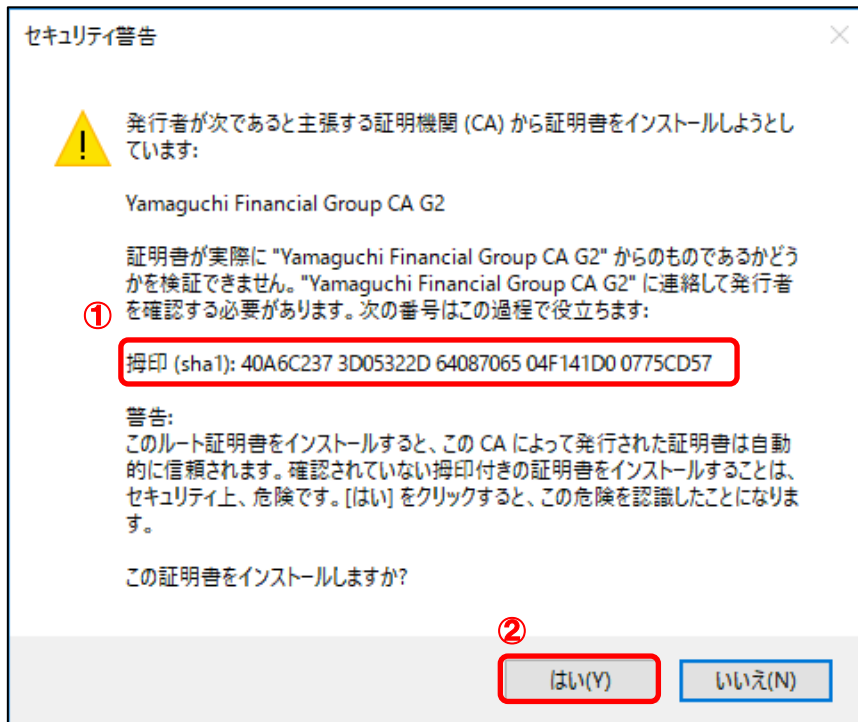 セキュリティ警告
発行者が次であると主張する証明機関 (CA) から証明書をインストールしようとし
ています:
Yamaguchi Financial Group CA G2
証明書が実際に "Yamaguchi Financial Group CA G2" からのものであるかどう
かを検証できません。"Yamaguchi Financial Group CA G2" に連絡して発行者
を確認する必要があります。次の番号はこの過程で役立ちます:
①
拇印 (sha1): 40A6C237 3D05322D 64087065 04F141D0 0775CD57
警告:
このルート証明書をインストールすると、この CA によって発行された証明書は自動
的に信頼されます。確認されていない拇印付きの証明書をインストールすることは、
セキュリティ上、危険です。[はい] をクリックすると、この危険を認識したことになりま
す。
この証明書をインストールしますか?
②
はい(Y)
いいえ(N)